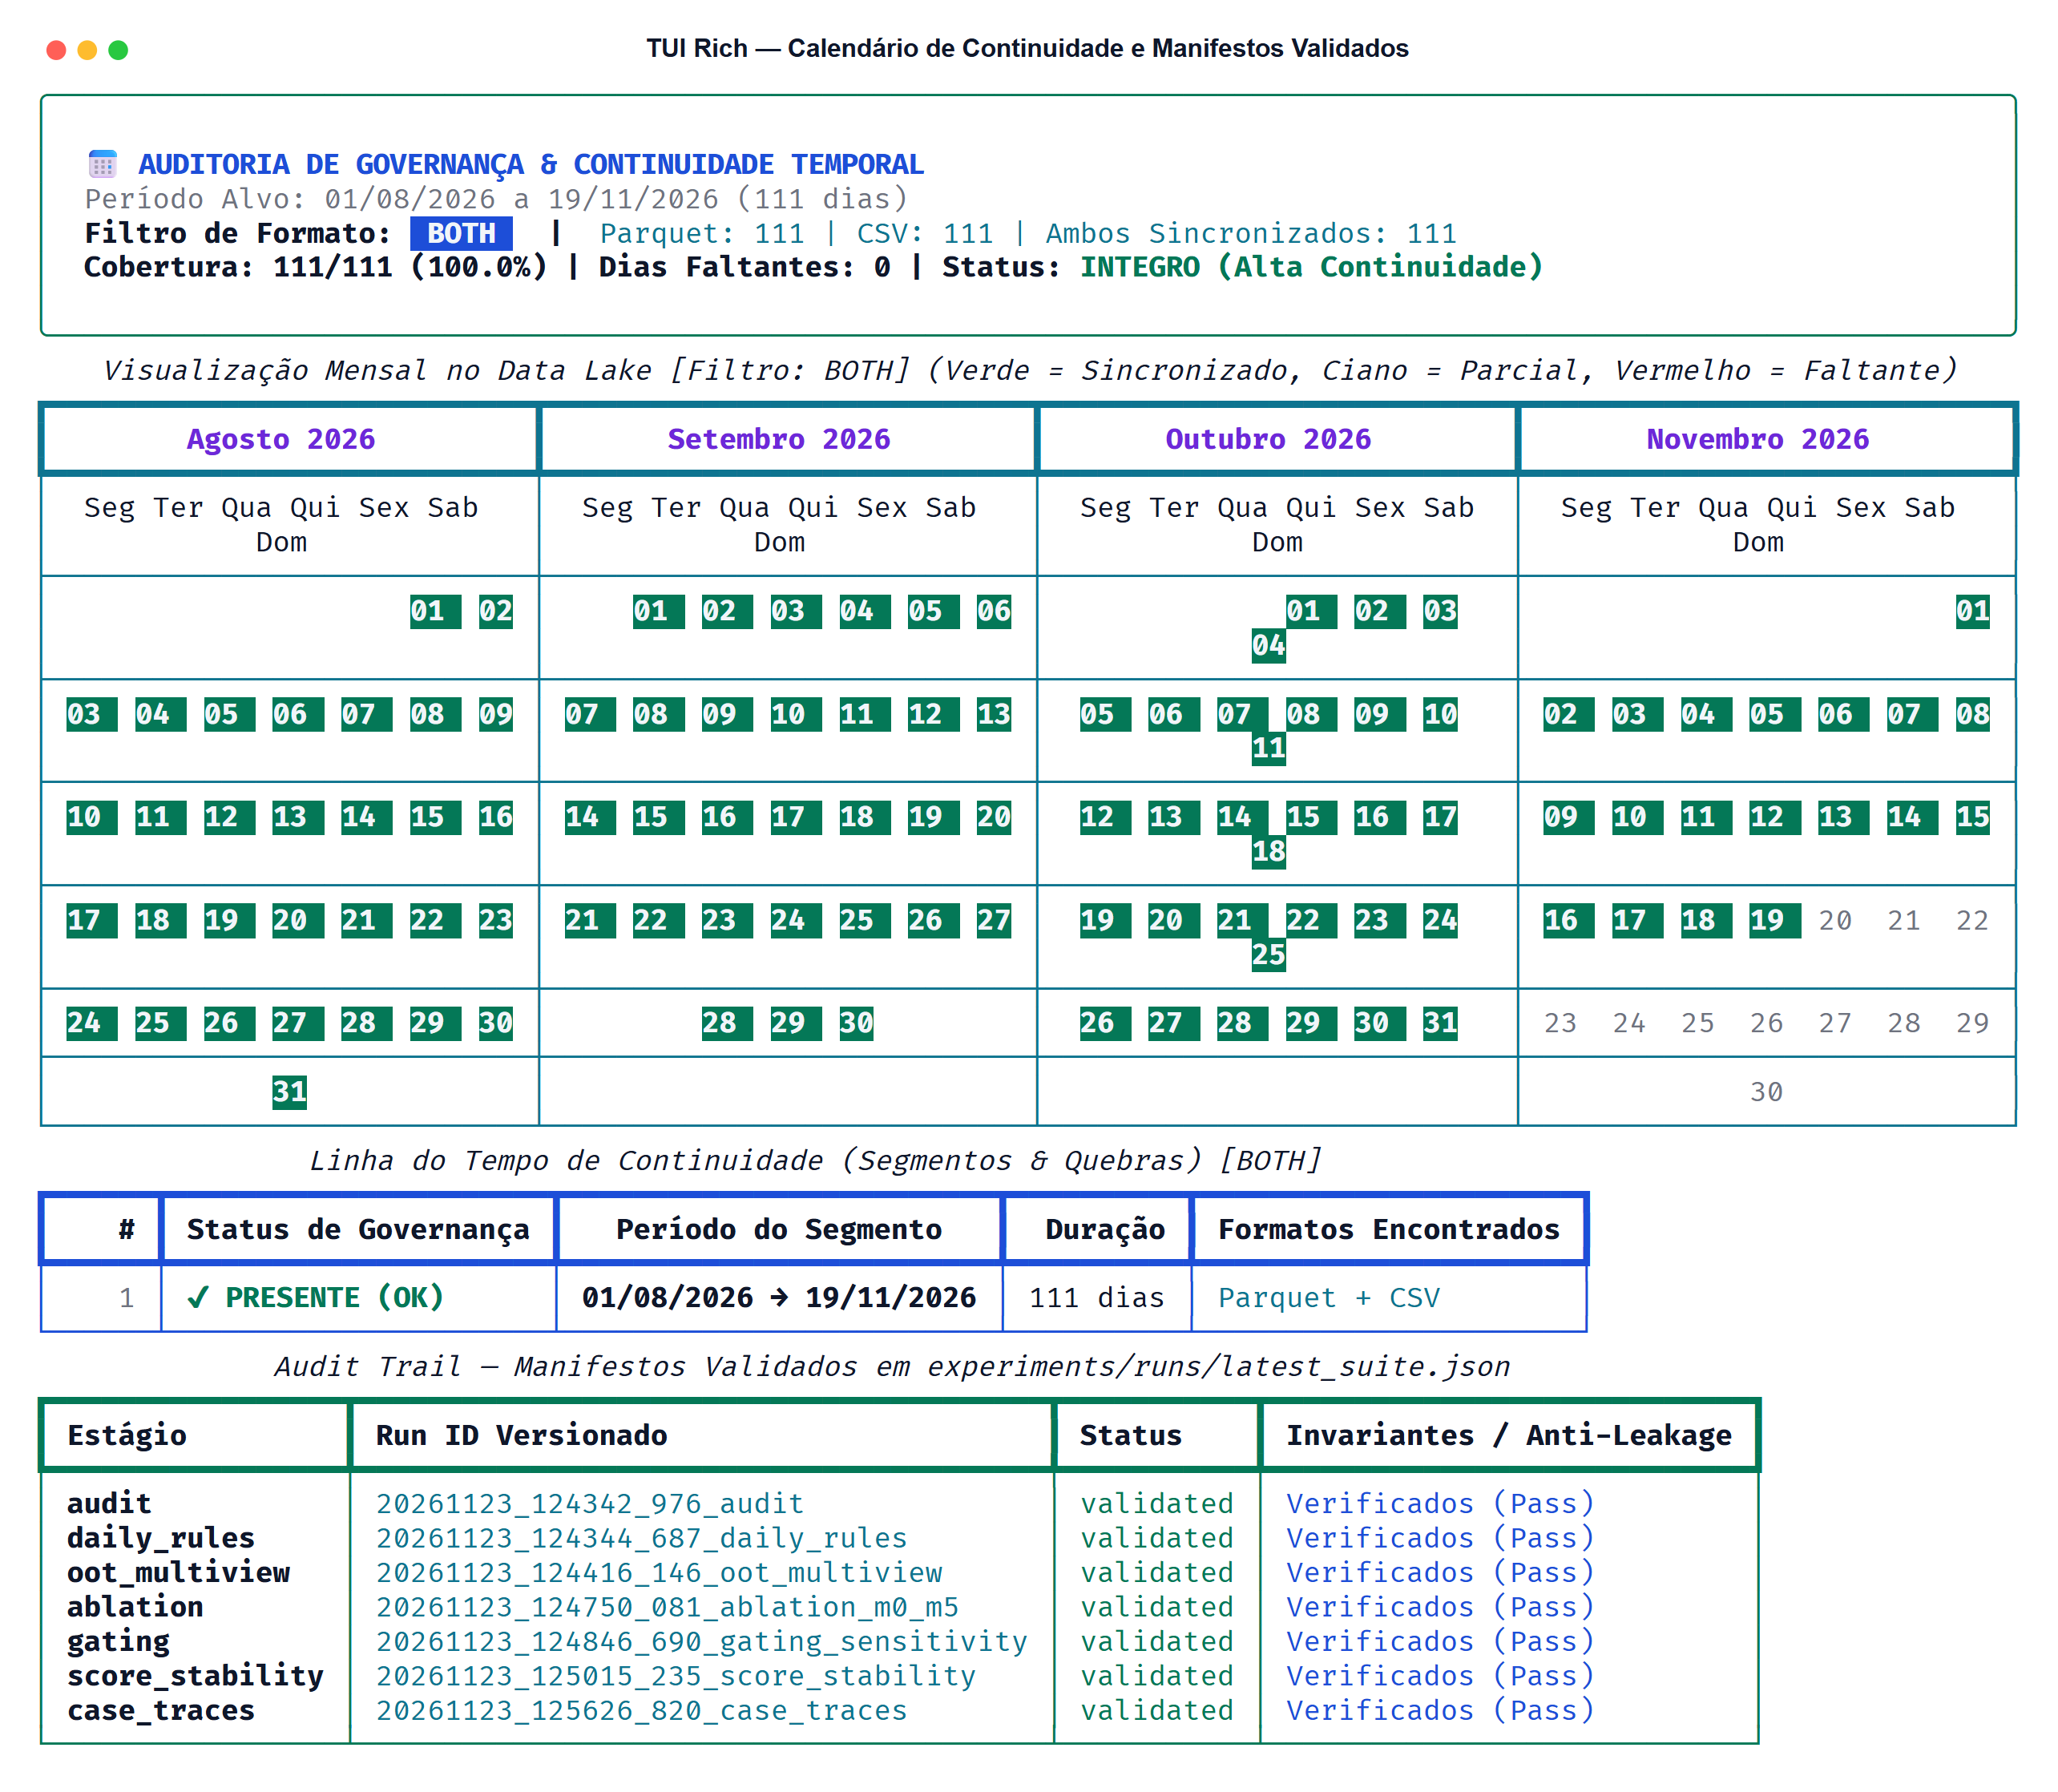 TUI Rich — Calendário de Continuidade e Manifestos Validados
AUDITORIA DE GOVERNANÇA & CONTINUIDADE TEMPORAL
Período Alvo: 01/08/2026 a 19/11/2026 (111 dias)
Filtro de Formato: BOTH | Parquet: 111 | CSV: 111 | Ambos Sincronizados: 111
Cobertura: 111/111 (100.0%) | Dias Faltantes: 0 | Status: INTEGRO (Alta Continuidade)
Visualização Mensal no Data Lake [Filtro: BOTH] (Verde = Sincronizado, Ciano = Parcial, Vermelho = Faltante)
Agosto 2026 Setembro 2026 Outubro 2026 Novembro 2026
Seg Ter Qua Qui Sex Sab Seg Ter Qua Qui Sex Sab Seg Ter Qua Qui Sex Sab Seg Ter Qua Qui Sex Sab
Dom Dom Dom Dom
01 02 01 02 03 04 05 06 01 02 03 01
04
03 04 05 06 07 08 09 07 08 09 10 11 12 13 05 06 07 08 09 10 02 03 04 05 06 07 08
11
10 11 12 13 14 15 16 14 15 16 17 18 19 20 12 13 14 15 16 17 09 10 11 12 13 14 15
18
17 18 19 20 21 22 23 21 22 23 24 25 26 27 19 20 21 22 23 24 16 17 18 19 20 21 22
25
24 25 26 27 28 29 30 28 29 30 26 27 28 29 30 31 23 24 25 26 27 28 29
31 30
Linha do Tempo de Continuidade (Segmentos & Quebras) [BOTH]
# Status de Governança Período do Segmento Duração Formatos Encontrados
1 ✔ PRESENTE (OK) 01/08/2026 → 19/11/2026 111 dias Parquet + CSV
Audit Trail — Manifestos Validados em experiments/runs/latest_suite.json
Estágio Run ID Versionado Status Invariantes / Anti-Leakage
audit 20261123_124342_976_audit validated Verificados (Pass)
daily_rules 20261123_124344_687_daily_rules validated Verificados (Pass)
oot_multiview 20261123_124416_146_oot_multiview validated Verificados (Pass)
ablation 20261123_124750_081_ablation_m0_m5 validated Verificados (Pass)
gating 20261123_124846_690_gating_sensitivity validated Verificados (Pass)
score_stability 20261123_125015_235_score_stability validated Verificados (Pass)
case_traces 20261123_125626_820_case_traces validated Verificados (Pass)